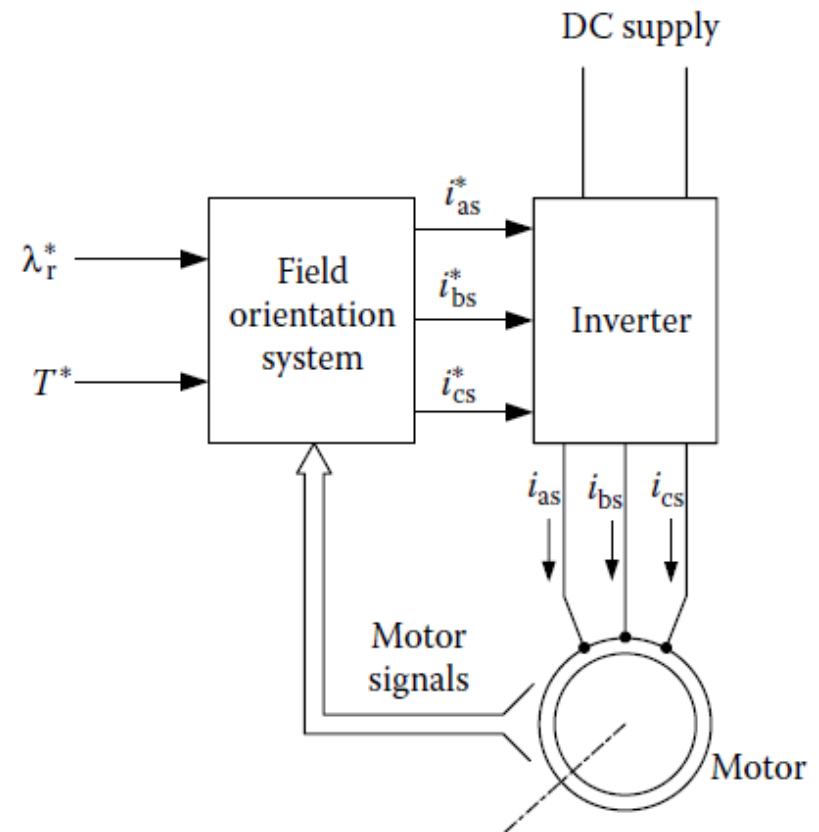 DC supply
λ*r
T*
Field
orientation
system
i*as
i*bs
i*cs
Inverter
ias
ibs
ics
Motor
signals
Motor